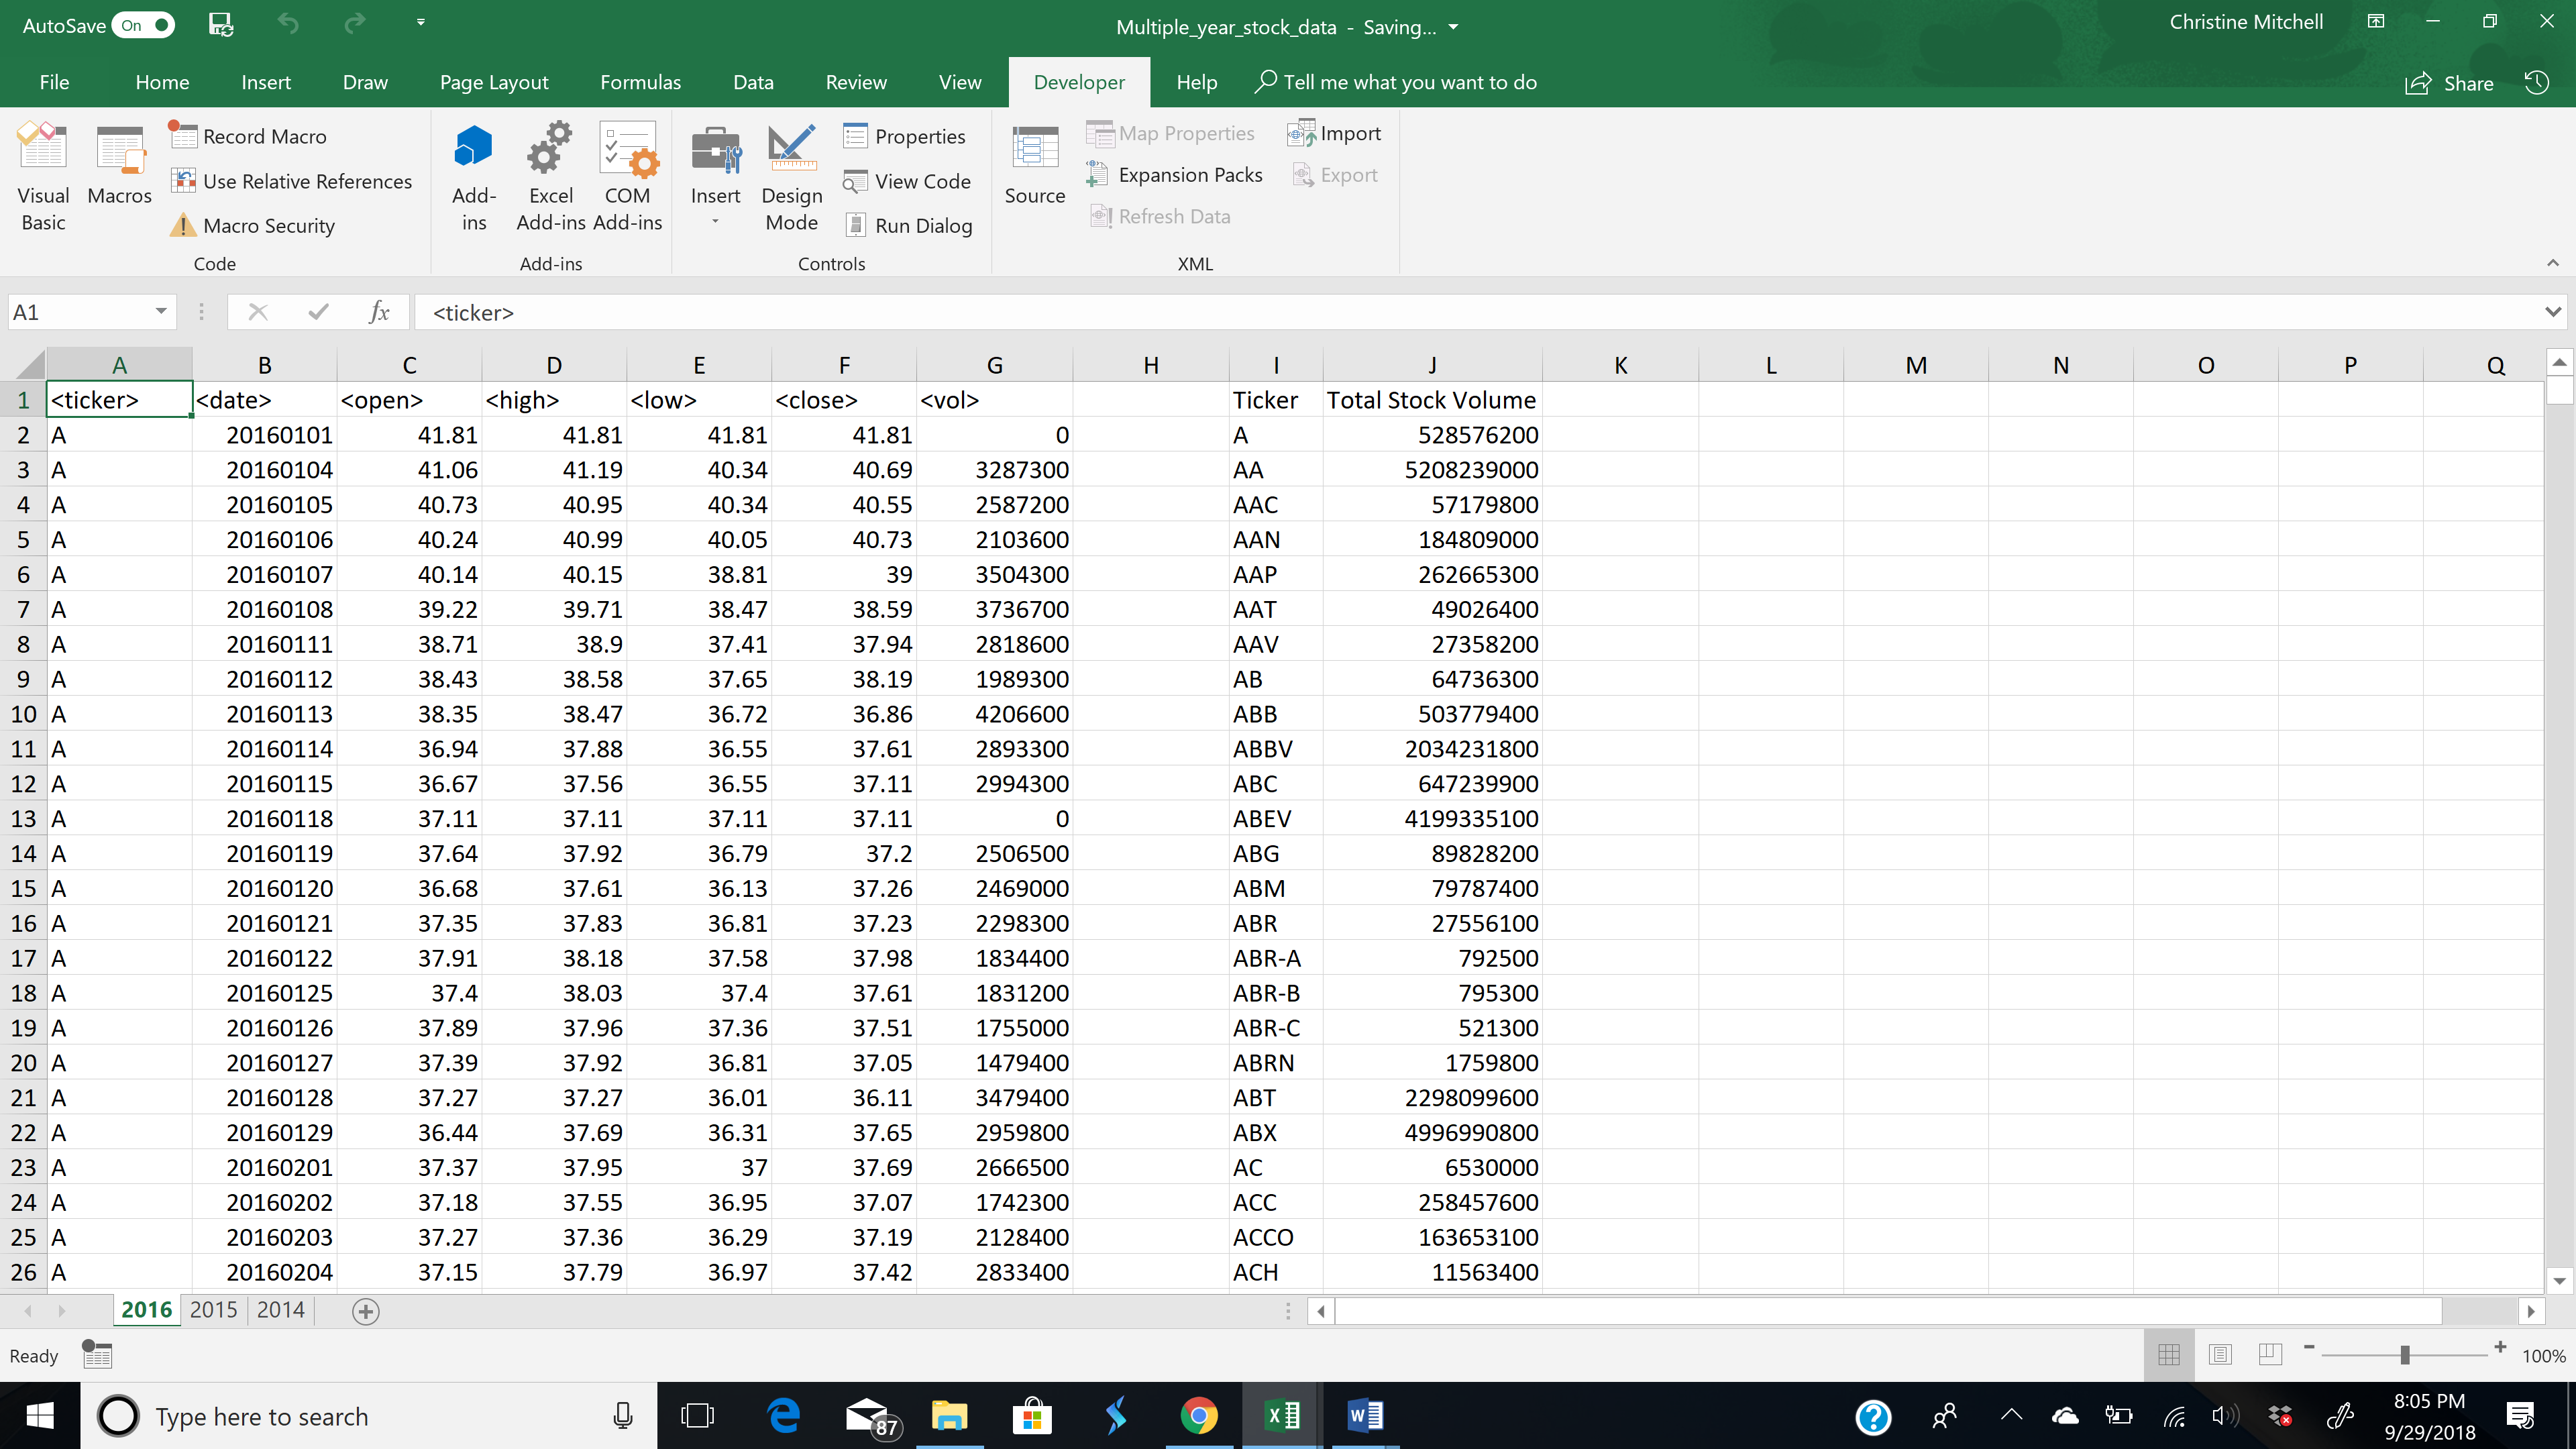 AutoSave On Multiple_year_stock_data - Saving... Christine Mitchell
File Home Insert Draw Page Layout Formulas Data Review View Developer Help Tell me what you want to do Share
Visual Basic
Macros
Record Macro
Use Relative References
Macro Security
Code
Add-ins
Excel Add-ins
COM Add-ins
Add-ins
Insert
Design Mode
Properties
View Code
Run Dialog
Controls
Source
Map Properties
Expansion Packs
Refresh Data
Import
Export
XML
A1 fx <ticker>
A B C D E F G H I J K L M N O P Q
1 <ticker> <date> <open> <high> <low> <close> <vol> Ticker Total Stock Volume
2 A 20160101 41.81 41.81 41.81 41.81 0 A 528576200
3 A 20160104 41.06 41.19 40.34 40.69 3287300 AA 5208239000
4 A 20160105 40.73 40.95 40.34 40.55 2587200 AAC 57179800
5 A 20160106 40.24 40.99 40.05 40.73 2103600 AAN 184809000
6 A 20160107 40.14 40.15 38.81 39 3504300 AAP 262665300
7 A 20160108 39.22 39.71 38.47 38.59 3736700 AAT 49026400
8 A 20160111 38.71 38.9 37.41 37.94 2818600 AAV 27358200
9 A 20160112 38.43 38.58 37.65 38.19 1989300 AB 64736300
10 A 20160113 38.35 38.47 36.72 36.86 4206600 ABB 503779400
11 A 20160114 36.94 37.88 36.55 37.61 2893300 ABBV 2034231800
12 A 20160115 36.67 37.56 36.55 37.11 2994300 ABC 647239900
13 A 20160118 37.11 37.11 37.11 37.11 0 ABEV 4199335100
14 A 20160119 37.64 37.92 36.79 37.2 2506500 ABG 89828200
15 A 20160120 36.68 37.61 36.13 37.26 2469000 ABM 79787400
16 A 20160121 37.35 37.83 36.81 37.23 2298300 ABR 27556100
17 A 20160122 37.91 38.18 37.58 37.98 1834400 ABR-A 792500
18 A 20160125 37.4 38.03 37.4 37.61 1831200 ABR-B 795300
19 A 20160126 37.89 37.96 37.36 37.51 1755000 ABR-C 521300
20 A 20160127 37.39 37.92 36.81 37.05 1479400 ABRN 1759800
21 A 20160128 37.27 37.27 36.01 36.11 3479400 ABT 2298099600
22 A 20160129 36.44 37.69 36.31 37.65 2959800 ABX 4996990800
23 A 20160201 37.37 37.95 37 37.69 2666500 AC 6530000
24 A 20160202 37.18 37.55 36.95 37.07 1742300 ACC 258457600
25 A 20160203 37.27 37.36 36.29 37.19 2128400 ACCO 163653100
26 A 20160204 37.15 37.79 36.97 37.42 2833400 ACH 11563400
2016 2015 2014
Ready 100%
Type here to search 87 8:05 PM
9/29/2018